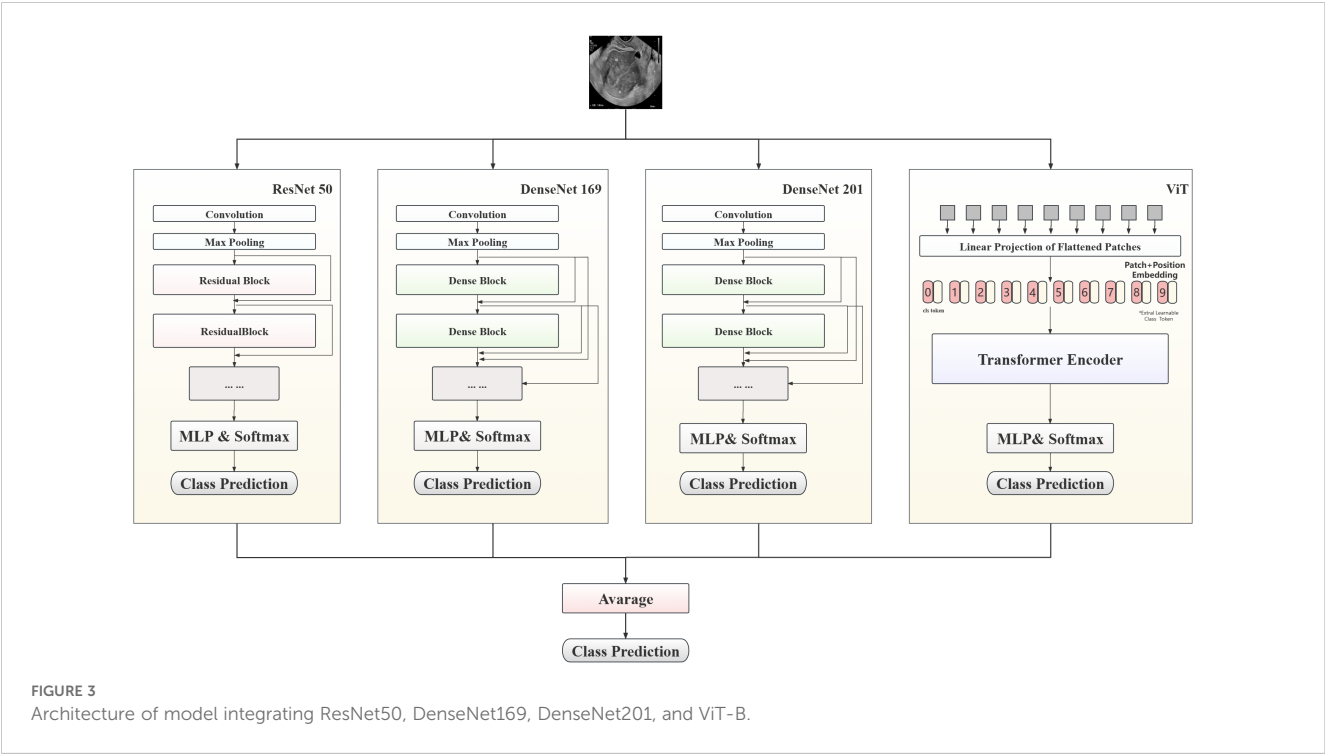 ResNet 50
Convolution
Max Pooling
Residual Block
ResidualBlock
... ...
MLP & Softmax
Class Prediction
DenseNet 169
Convolution
Max Pooling
Dense Block
Dense Block
... ...
MLP& Softmax
Class Prediction
DenseNet 201
Convolution
Max Pooling
Dense Block
Dense Block
... ...
MLP& Softmax
Class Prediction
ViT
Linear Projection of Flattened Patches
Patch+Position
Embedding
0 1 2 3 4 5 6 7 8 9
cls token
*Extral Learnable
Class Token
Transformer Encoder
MLP& Softmax
Class Prediction
Avarage
Class Prediction
FIGURE 3
Architecture of model integrating ResNet50, DenseNet169, DenseNet201, and ViT-B.